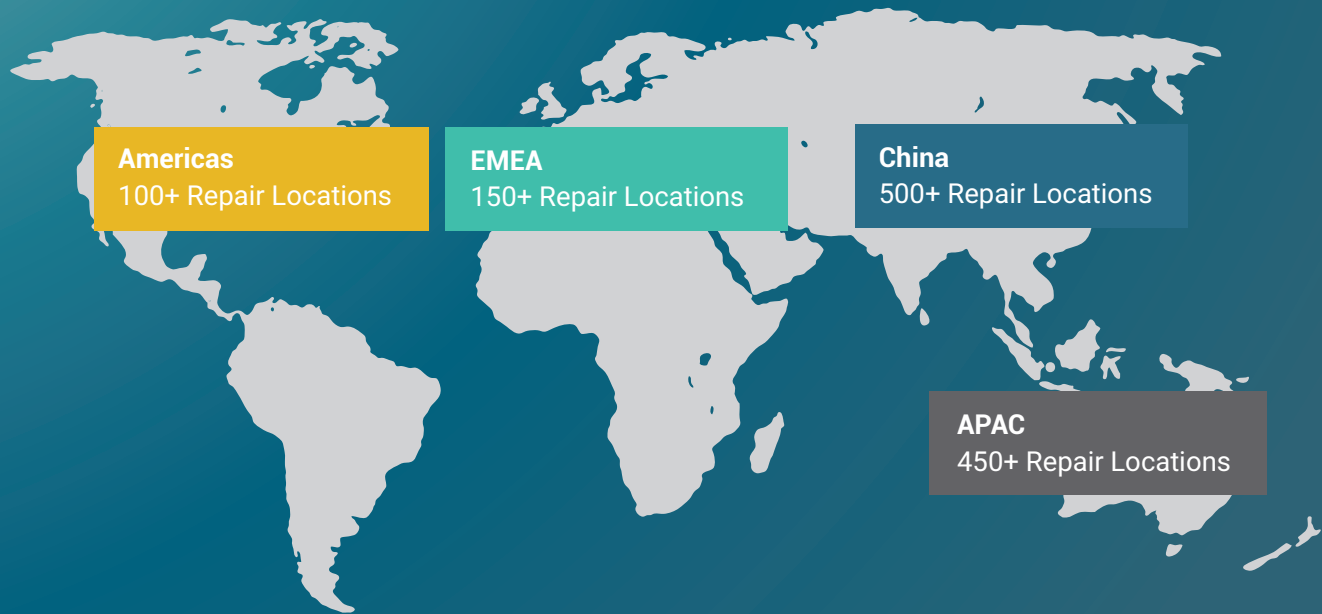 Americas
100+ Repair Locations
EMEA
150+ Repair Locations
China
500+ Repair Locations
APAC
450+ Repair Locations